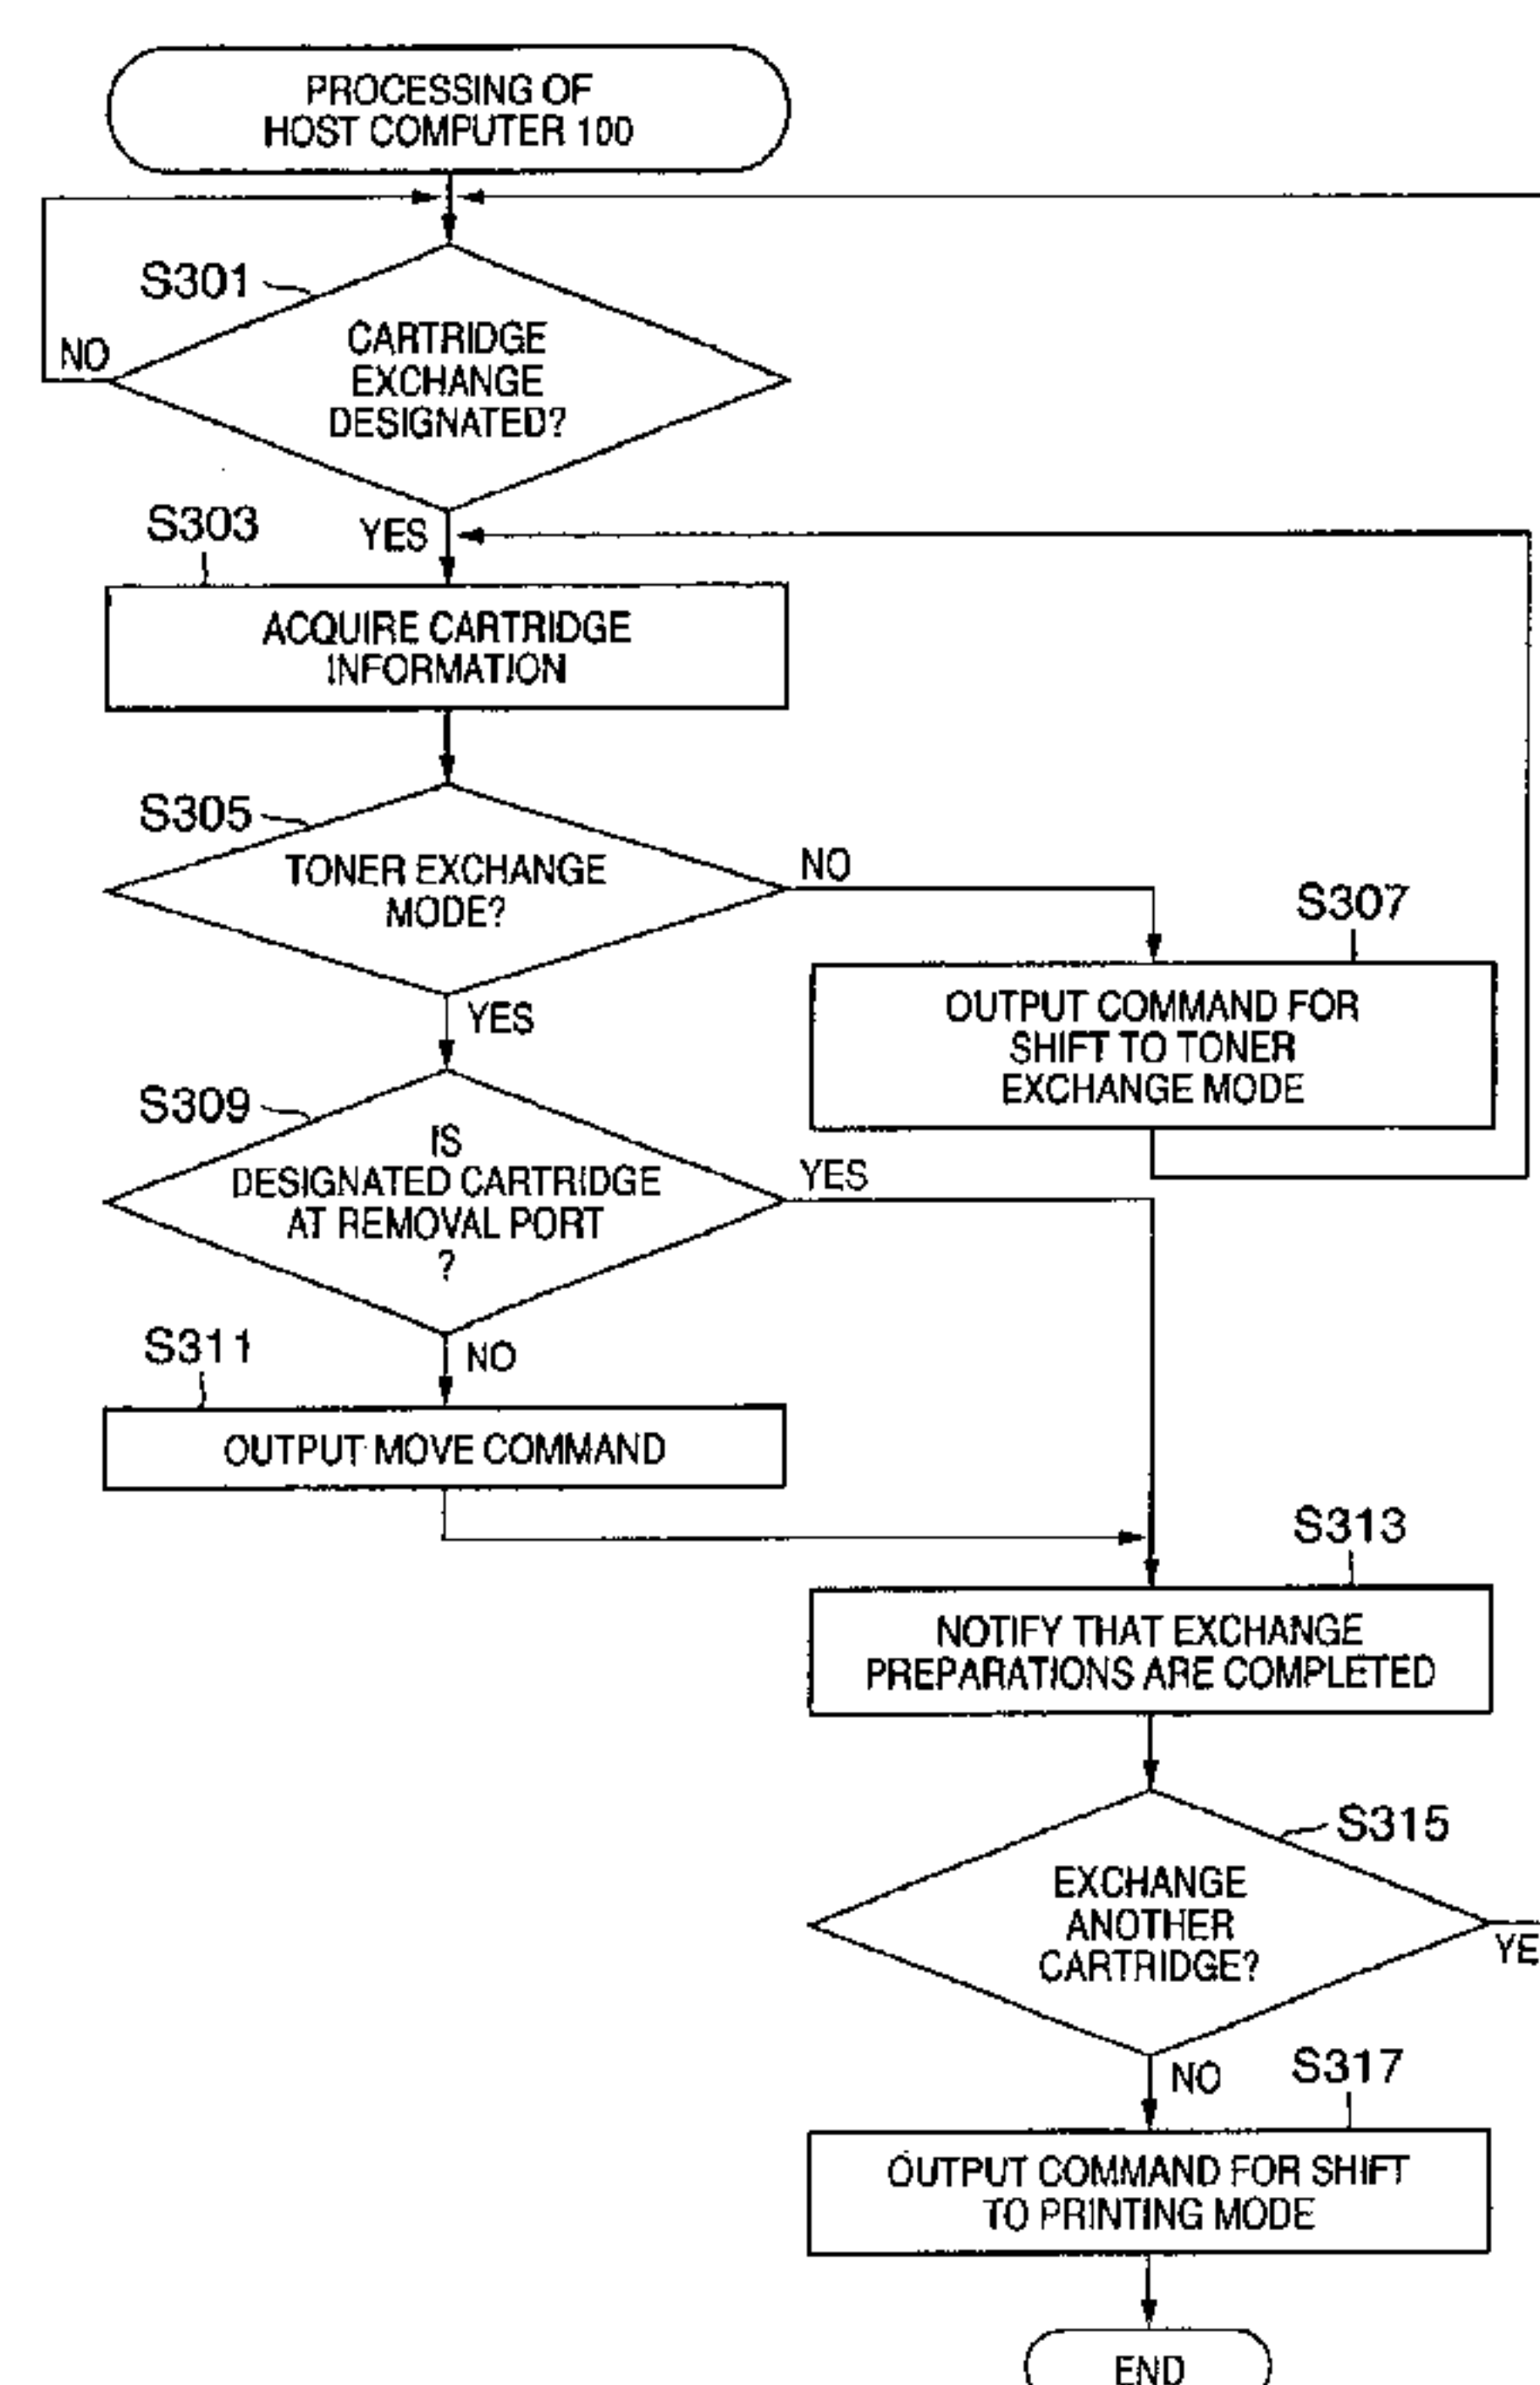 PROCESSING OF
HOST COMPUTER 100
S301
CARTRIDGE
EXCHANGE
DESIGNATED?
NO
YES
S303
ACQUIRE CARTRIDGE
INFORMATION
S305
TONER EXCHANGE
MODE?
NO
YES
S307
OUTPUT COMMAND FOR
SHIFT TO TONER
EXCHANGE MODE
S309
IS
DESIGNATED CARTRIDGE
AT REMOVAL PORT
?
YES
NO
S311
OUTPUT MOVE COMMAND
S313
NOTIFY THAT EXCHANGE
PREPARATIONS ARE COMPLETED
S315
EXCHANGE
ANOTHER
CARTRIDGE?
YE
NO
S317
OUTPUT COMMAND FOR SHIFT
TO PRINTING MODE
END